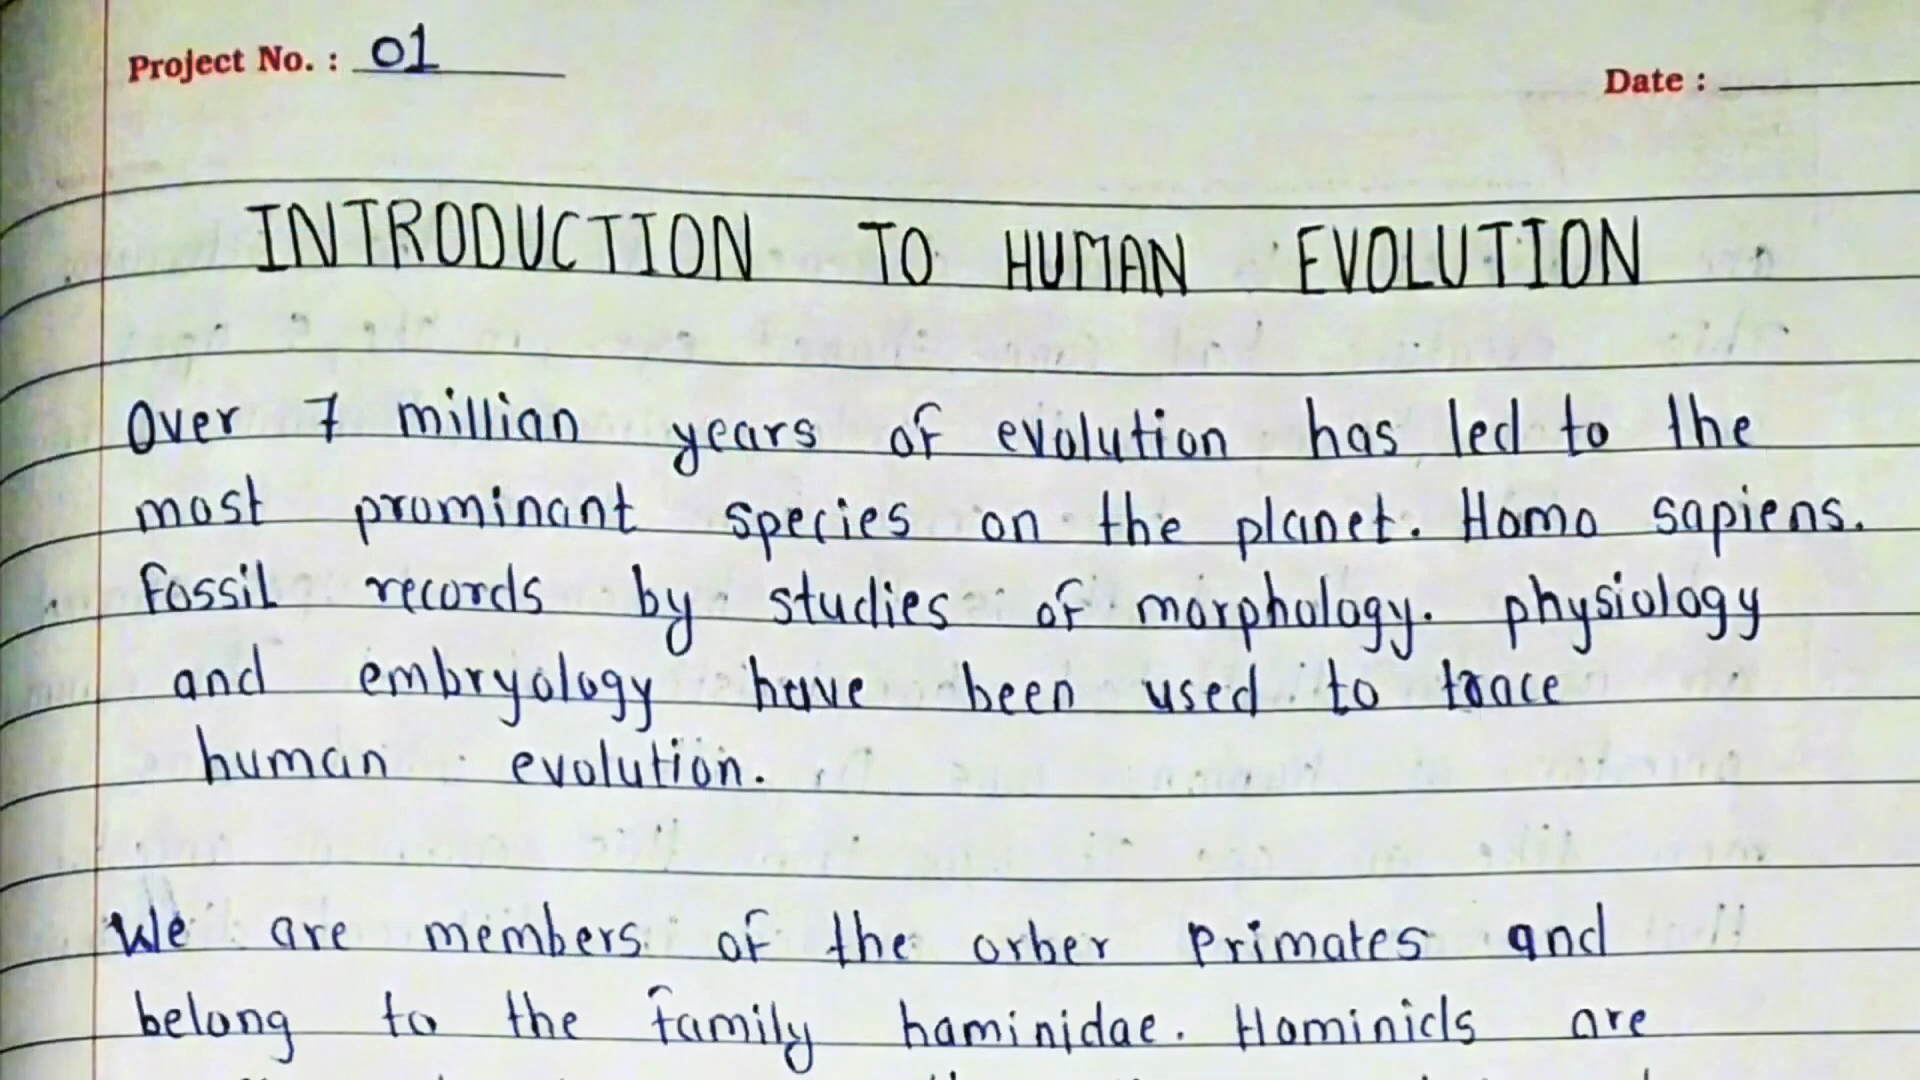 Project No. : 01
Date :
INTRODUCTION TO HUMAN EVOLUTION
Over 7 million years of evolution has led to the
most prominant species on the planet. Homo sapiens.
Fossil records by studies of morphology. physiology
and embryology have been used to trace
human evolution.
We are members of the orber primates and
belong to the family haminidae. Hominids are